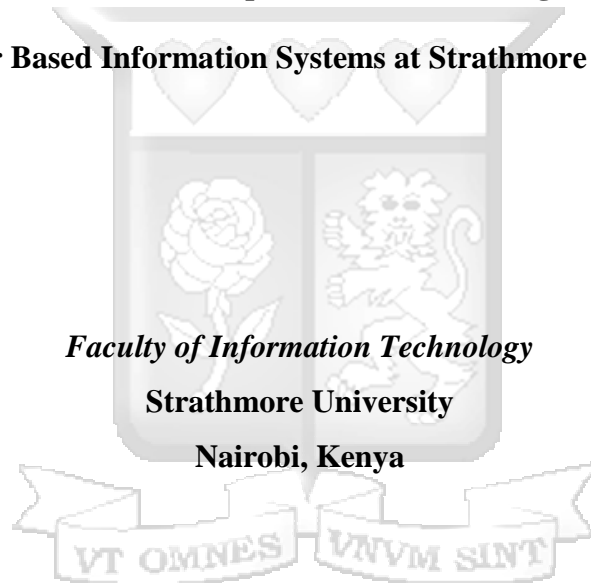 Based Information Systems at Strathmore
Faculty of Information Technology
Strathmore University
Nairobi, Kenya
VT OMNES VNVM SINT